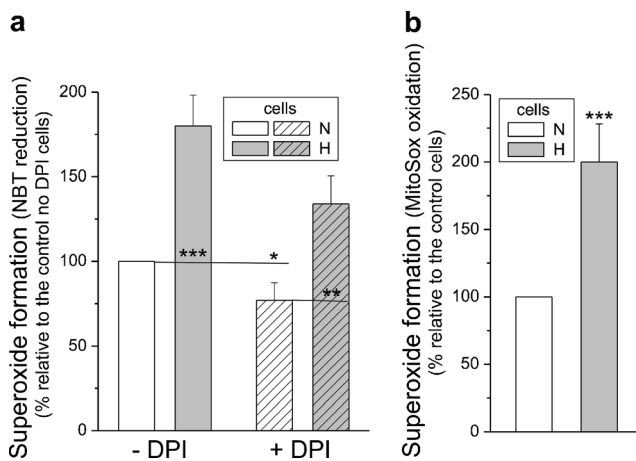 a
b
Superoxide formation (NBT reduction)
(% relative to the control no DPI cells)
200
150
100
50
0
cells
N
H
***
*
**
- DPI
+ DPI
Superoxide formation (MitoSox oxidation)
(% relative to the control cells)
250
200
150
100
50
0
cells
N
H
***